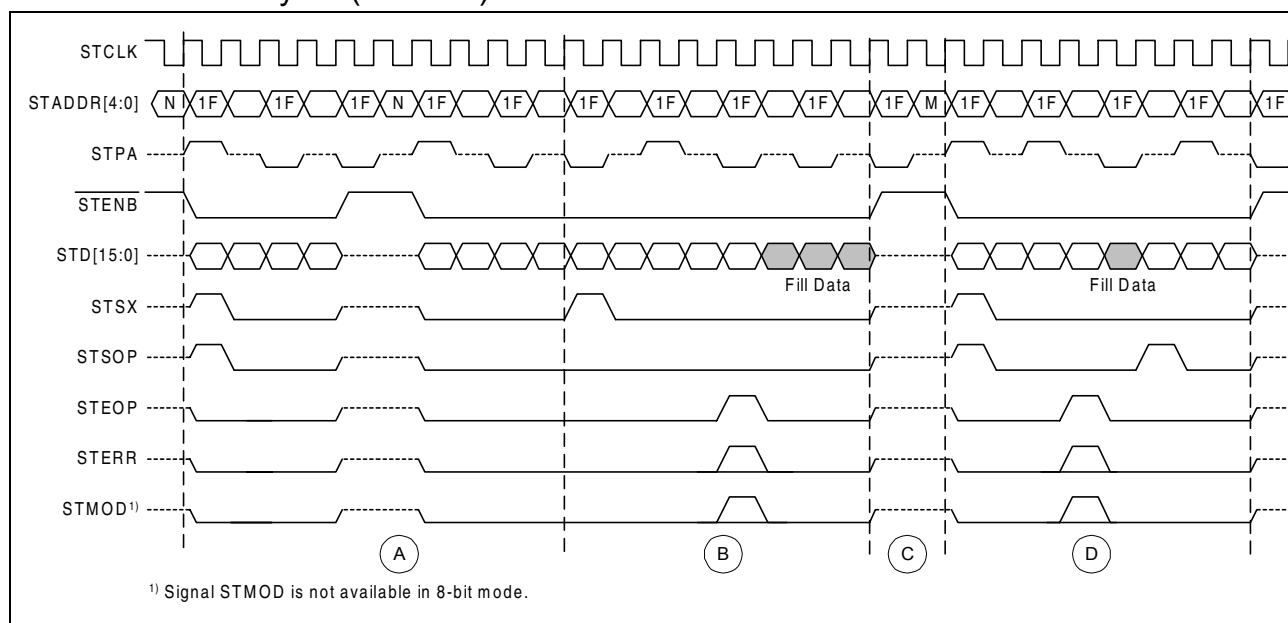 STCLK
STADDR[4:0] N 1F 1F 1F N 1F 1F 1F 1F 1F 1F 1F M 1F 1F 1F 1F 1F
STPA
STENB
STD[15:0]
Fill Data Fill Data
STSX
STSOP
STEOP
STERR
STMOD 1)
A B C D
1) Signal STMOD is not available in 8-bit mode.